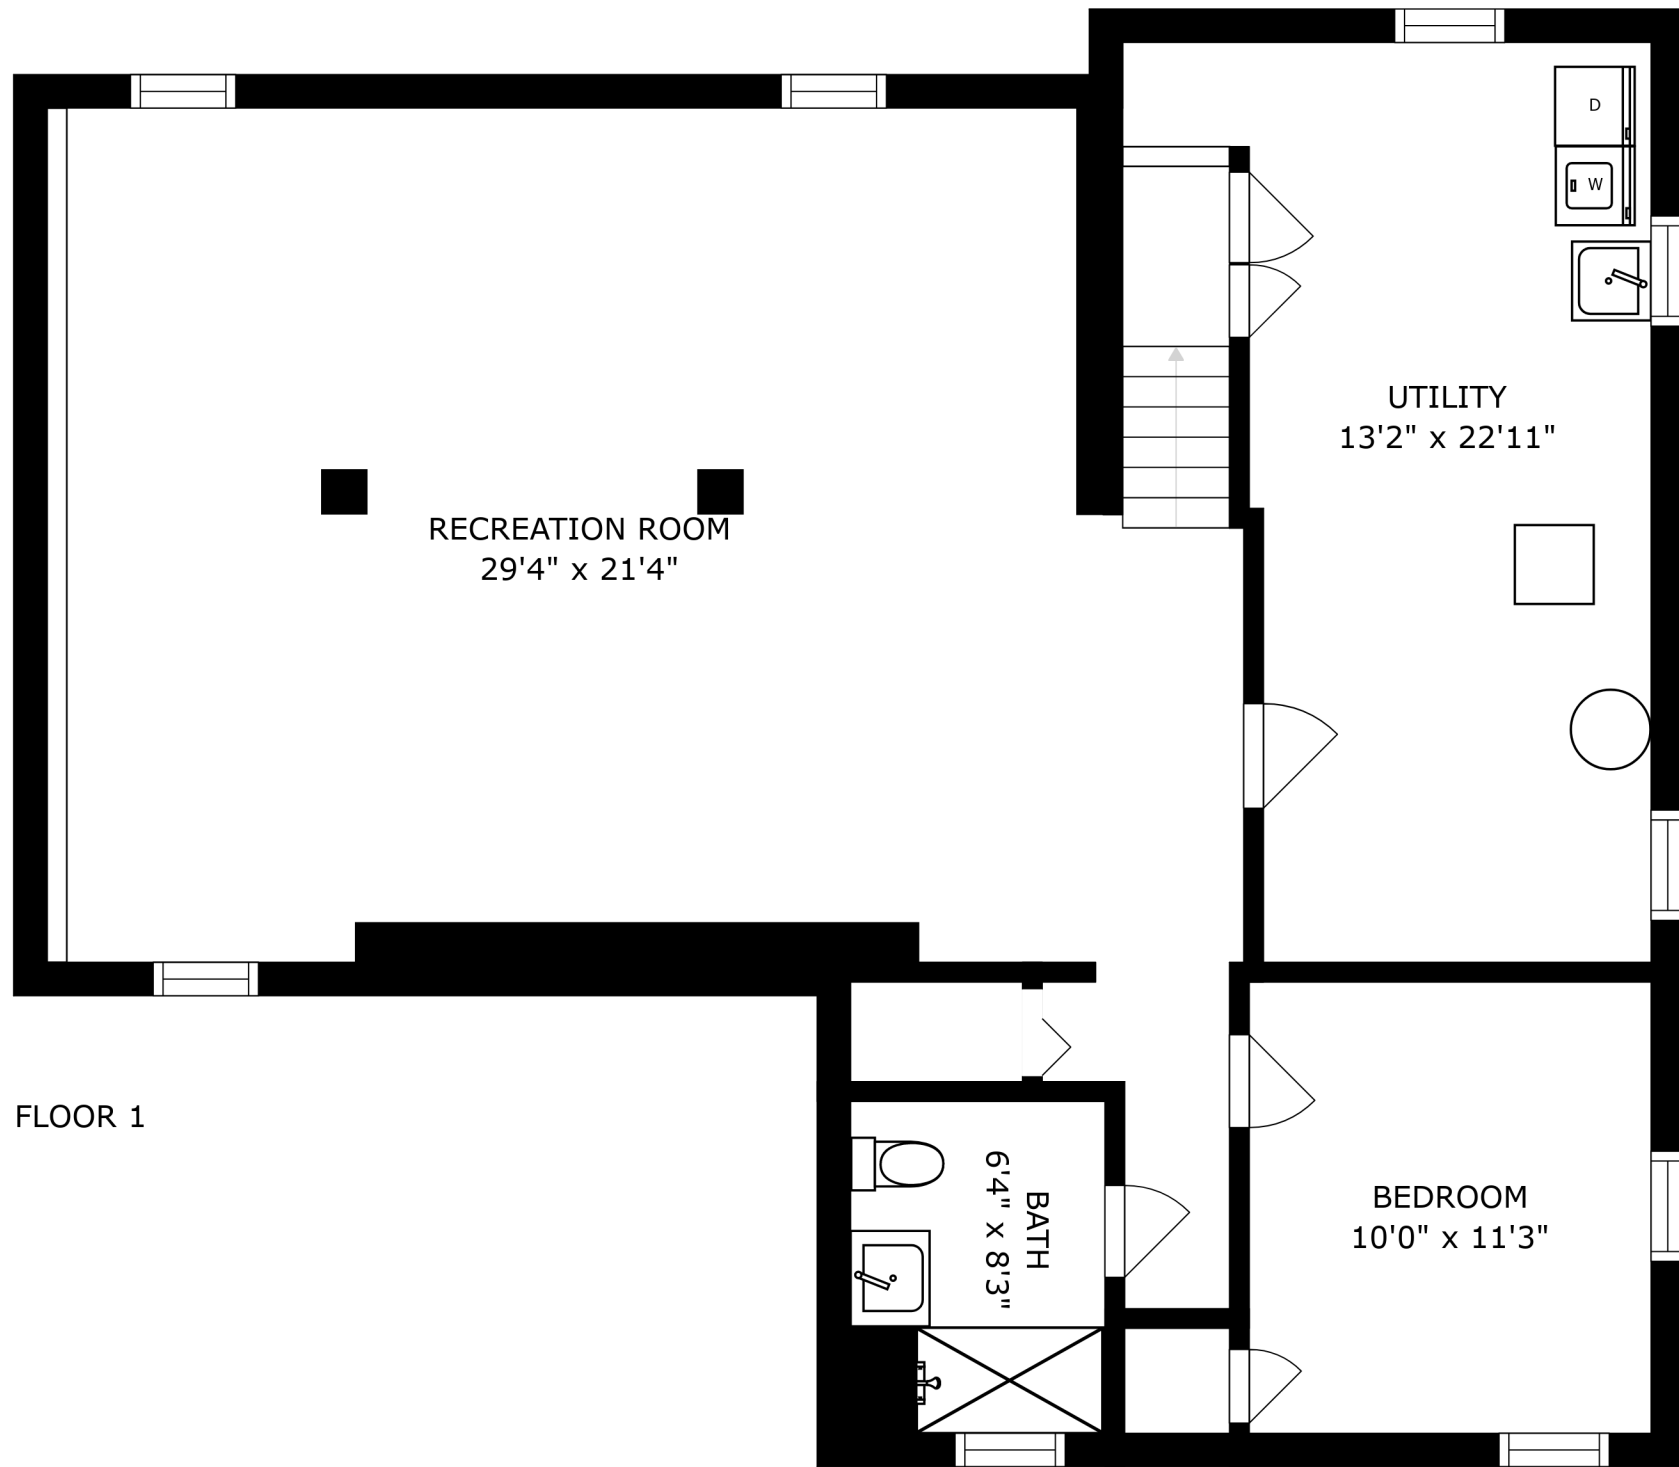 D
W
UTILITY
13'2" x 22'11"
RECREATION ROOM
29'4" x 21'4"
FLOOR 1
BATH
6'4" x 8'3"
BEDROOM
10'0" x 11'3"